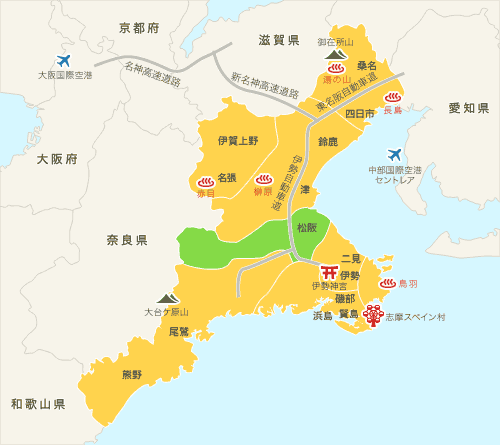 京都府
滋賀県
御在所山
大阪国際空港
名神高速道路
新名神高速道路
湯の山
桑名
東名阪自動車道
長島
愛知県
四日市
伊賀上野
鈴鹿
大阪府
名張
赤目
榊原
伊勢自動車道
津
中部国際空港
セントレア
奈良県
松阪
二見
伊勢
伊勢神宮
鳥羽
大台ケ原山
磯部
浜島
賢島
志摩スペイン村
尾鷲
熊野
和歌山県